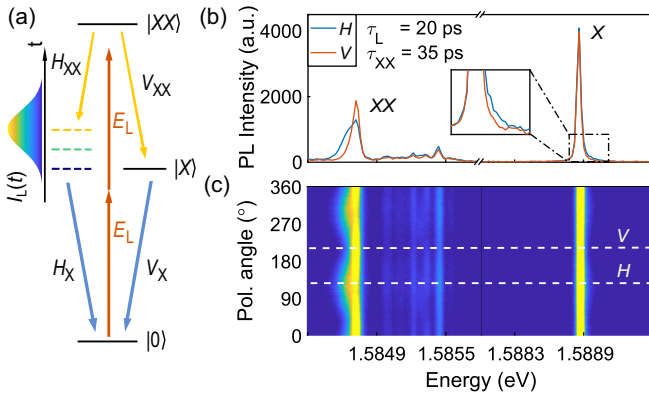 (a)
t
|XX⟩
H_XX
V_XX
E_L
|X⟩
I_L(t)
E_L
H_X
V_X
|0⟩
(b)
PL Intensity (a.u.)
4000
2000
0
H
V
τ_L = 20 ps
τ_XX = 35 ps
XX
X
(c)
Pol. angle (°)
360
270
180
90
0
V
H
1.5849
1.5855
1.5883
1.5889
Energy (eV)